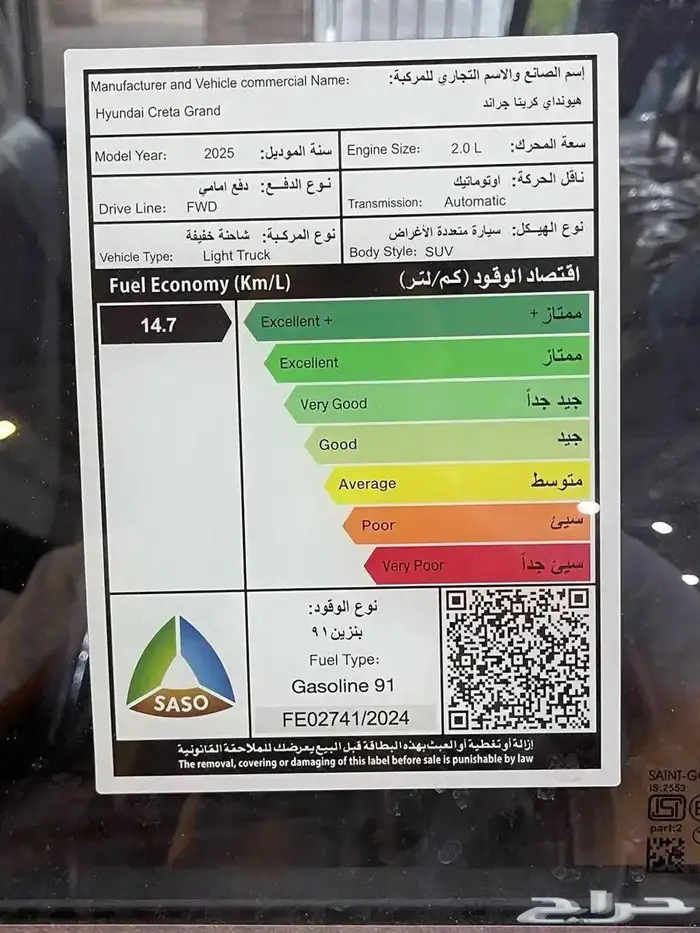 Manufacturer and Vehicle commercial Name: إسم الصانع والاسم التجاري للمركبة:
Hyundai Creta Grand هيونداي كريتا جراند
Model Year: 2025 سنة الموديل:
Engine Size: 2.0 L سعة المحرك:
نوع الدفـع: دفع امامي
Drive Line: FWD
ناقل الحركة: اوتوماتيك
Transmission: Automatic
نوع المركبة: شاحنة خفيفة
Vehicle Type: Light Truck
نوع الهيكل: سيارة متعددة الأغراض
Body Style: SUV
Fuel Economy (Km/L) اقتصاد الوقود (كم/لتر)
14.7
Excellent + ممتاز +
Excellent ممتاز
Very Good جيد جداً
Good جيد
Average متوسط
Poor سيئ
Very Poor سيئ جداً
SASO
نوع الوقود:
بنزين ٩١
Fuel Type:
Gasoline 91
FE02741/2024
إزالة أو تغطية أو العبث بهذه البطاقة قبل البيع يعرضك للملاحقة القانونية
The removal, covering or damaging of this label before sale is punishable by law
IS.2553
ISI
part:2
حراج